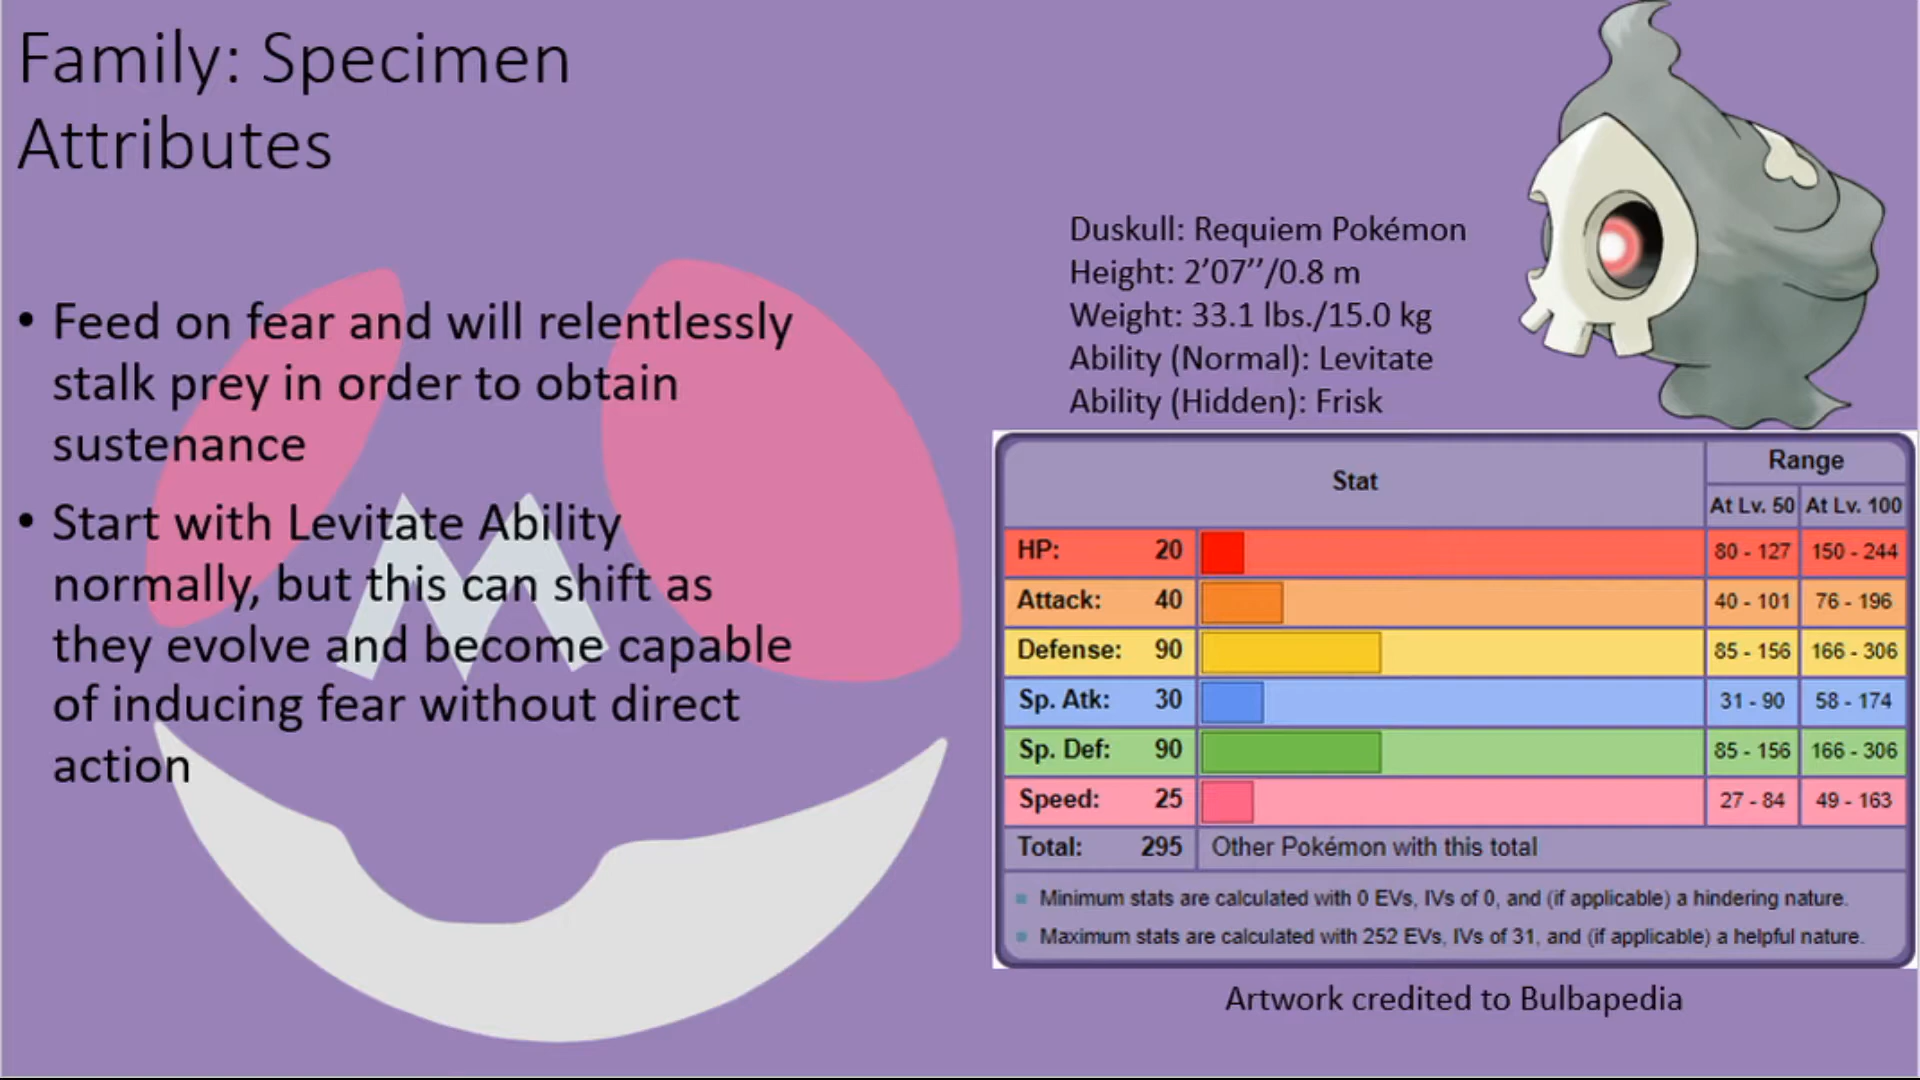 Family: Specimen
Attributes
• Feed on fear and will relentlessly
stalk prey in order to obtain
sustenance
• Start with Levitate Ability
normally, but this can shift as
they evolve and become capable
of inducing fear without direct
action
Duskull: Requiem Pokémon
Height: 2’07’’/0.8 m
Weight: 33.1 lbs./15.0 kg
Ability (Normal): Levitate
Ability (Hidden): Frisk
Stat Range
At Lv. 50 At Lv. 100
HP: 20 80 - 127 150 - 244
Attack: 40 40 - 101 76 - 196
Defense: 90 85 - 156 166 - 306
Sp. Atk: 30 31 - 90 58 - 174
Sp. Def: 90 85 - 156 166 - 306
Speed: 25 27 - 84 49 - 163
Total: 295 Other Pokémon with this total
Minimum stats are calculated with 0 EVs, IVs of 0, and (if applicable) a hindering nature.
Maximum stats are calculated with 252 EVs, IVs of 31, and (if applicable) a helpful nature.
Artwork credited to Bulbapedia
M